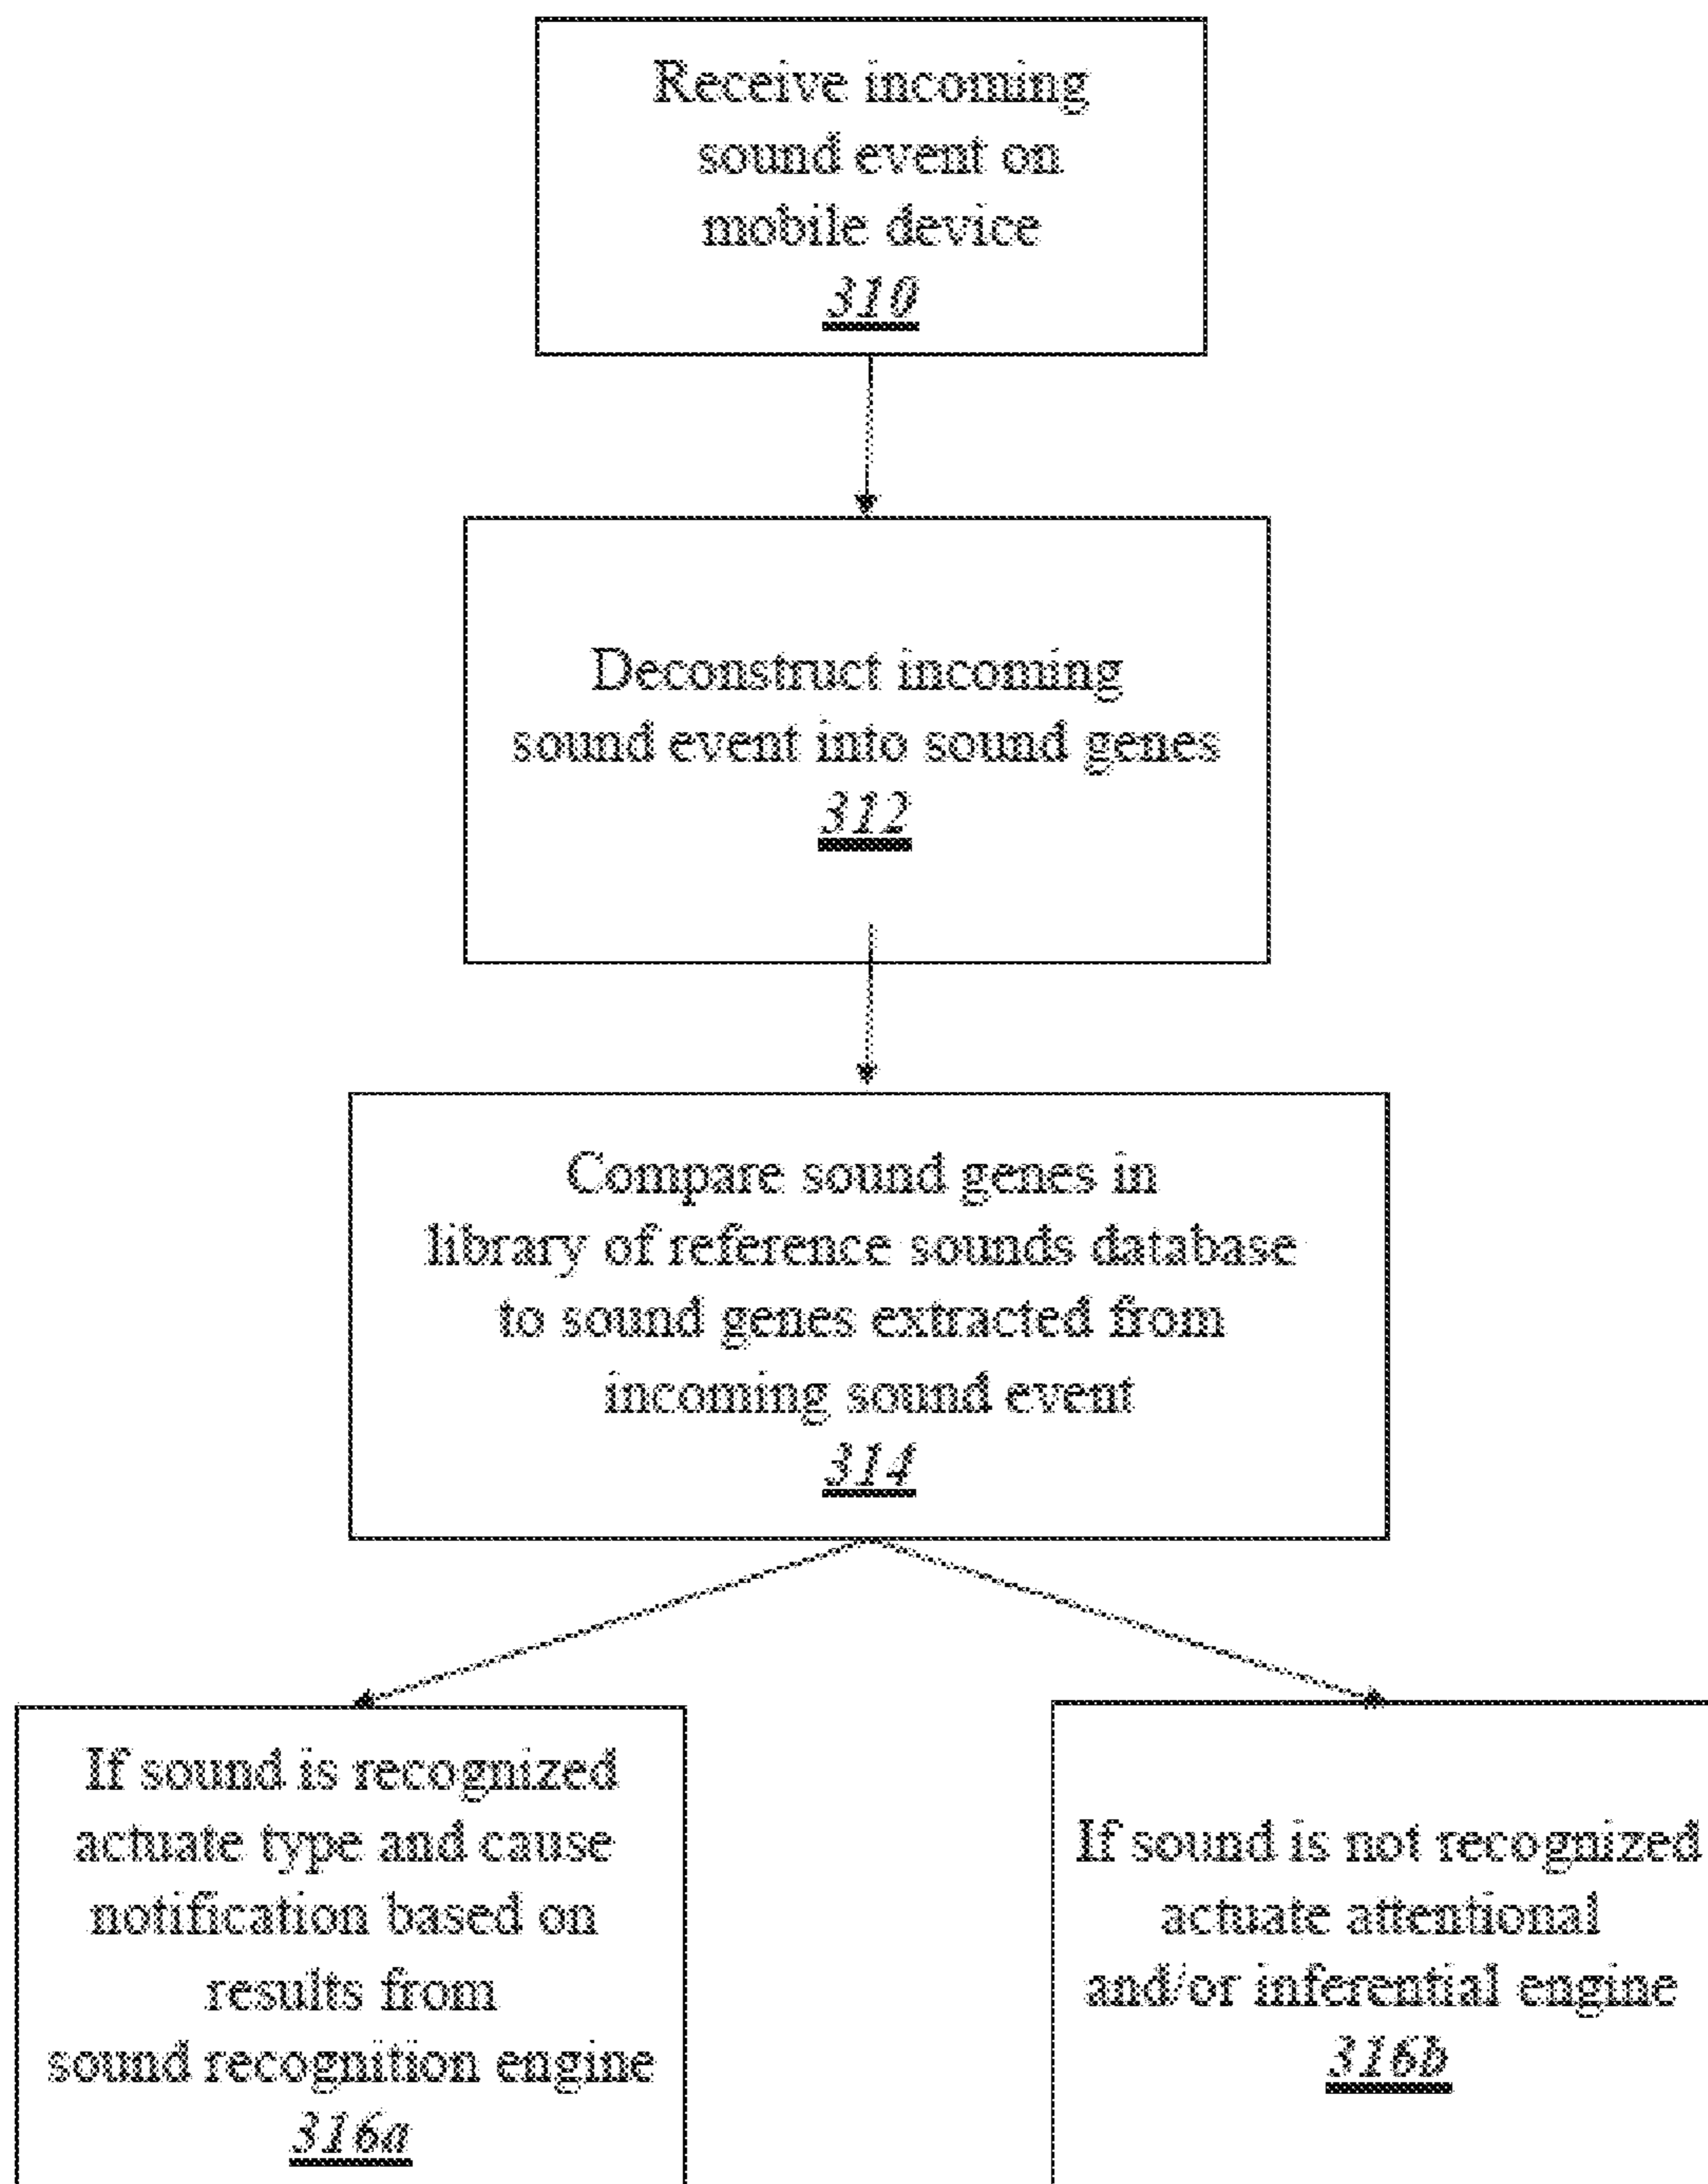 Receive incoming
sound event on
mobile device
310
Deconstruct incoming
sound event into sound genes
312
Compare sound genes in
library of reference sounds database
to sound genes extracted from
incoming sound event
314
If sound is recognized
actuate type and cause
notification based on
results from
sound recognition engine
316a
If sound is not recognized
actuate attentional
and/or inferential engine
316b